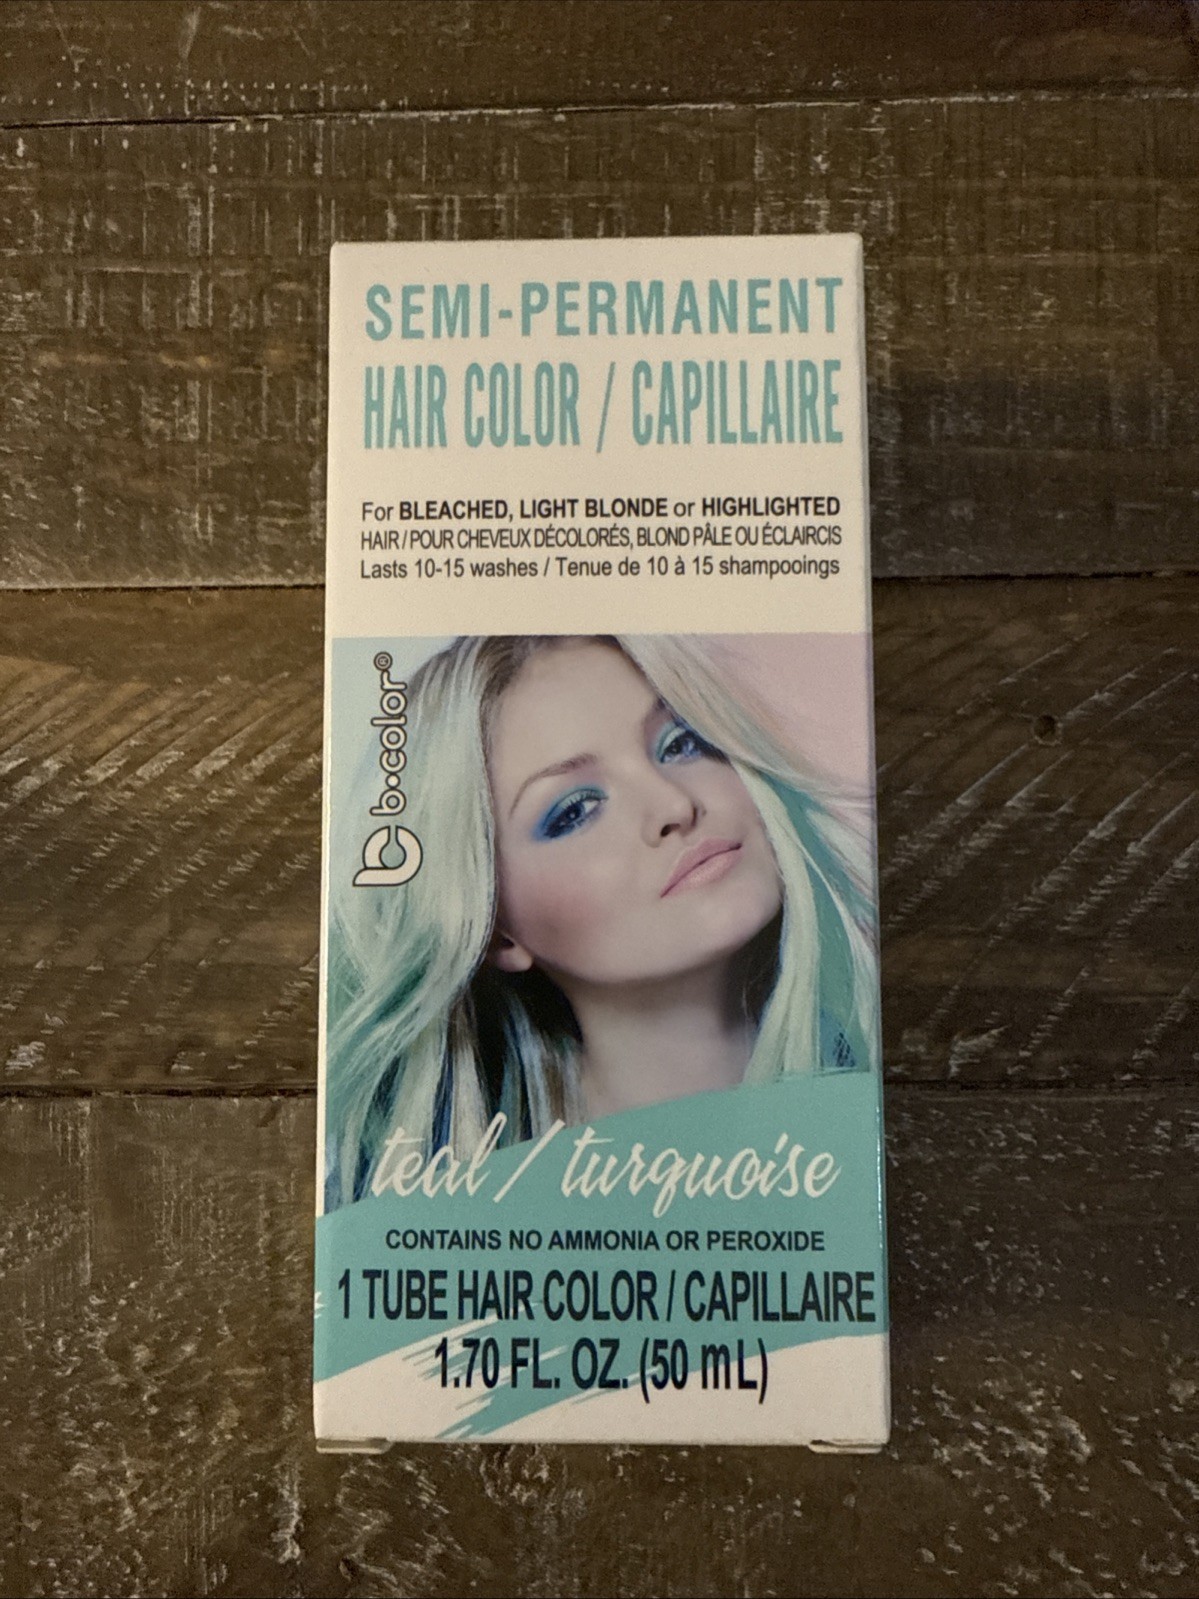 SEMI-PERMANENT
HAIR COLOR / CAPILLAIRE
For BLEACHED, LIGHT BLONDE or HIGHLIGHTED
HAIR / POUR CHEVEUX DÉCOLORÉS, BLOND PÂLE OU ÉCLAIRCIS
Lasts 10-15 washes / Tenue de 10 à 15 shampooings
b•color®
teal / turquoise
CONTAINS NO AMMONIA OR PEROXIDE
1 TUBE HAIR COLOR / CAPILLAIRE
1.70 FL. OZ. (50 mL)